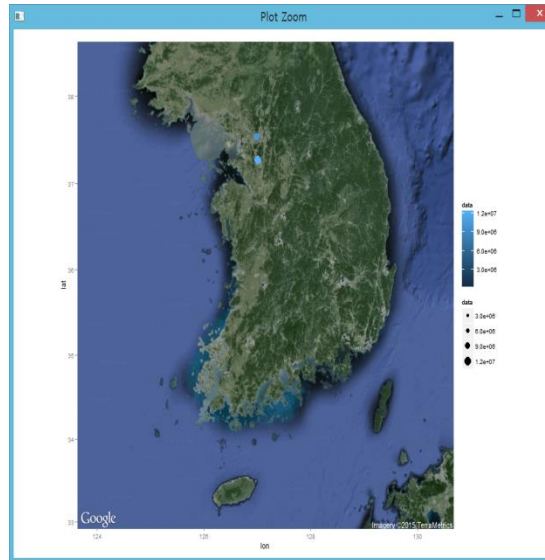 Plot Zoom
38
37
36
35
34
33
lat
124
126
128
130
lon
data
1.2e+07
9.0e+06
6.0e+06
3.0e+06
data
3.0e+06
6.0e+06
9.0e+06
1.2e+07
Google
Imagery ©2015 TerraMetrics